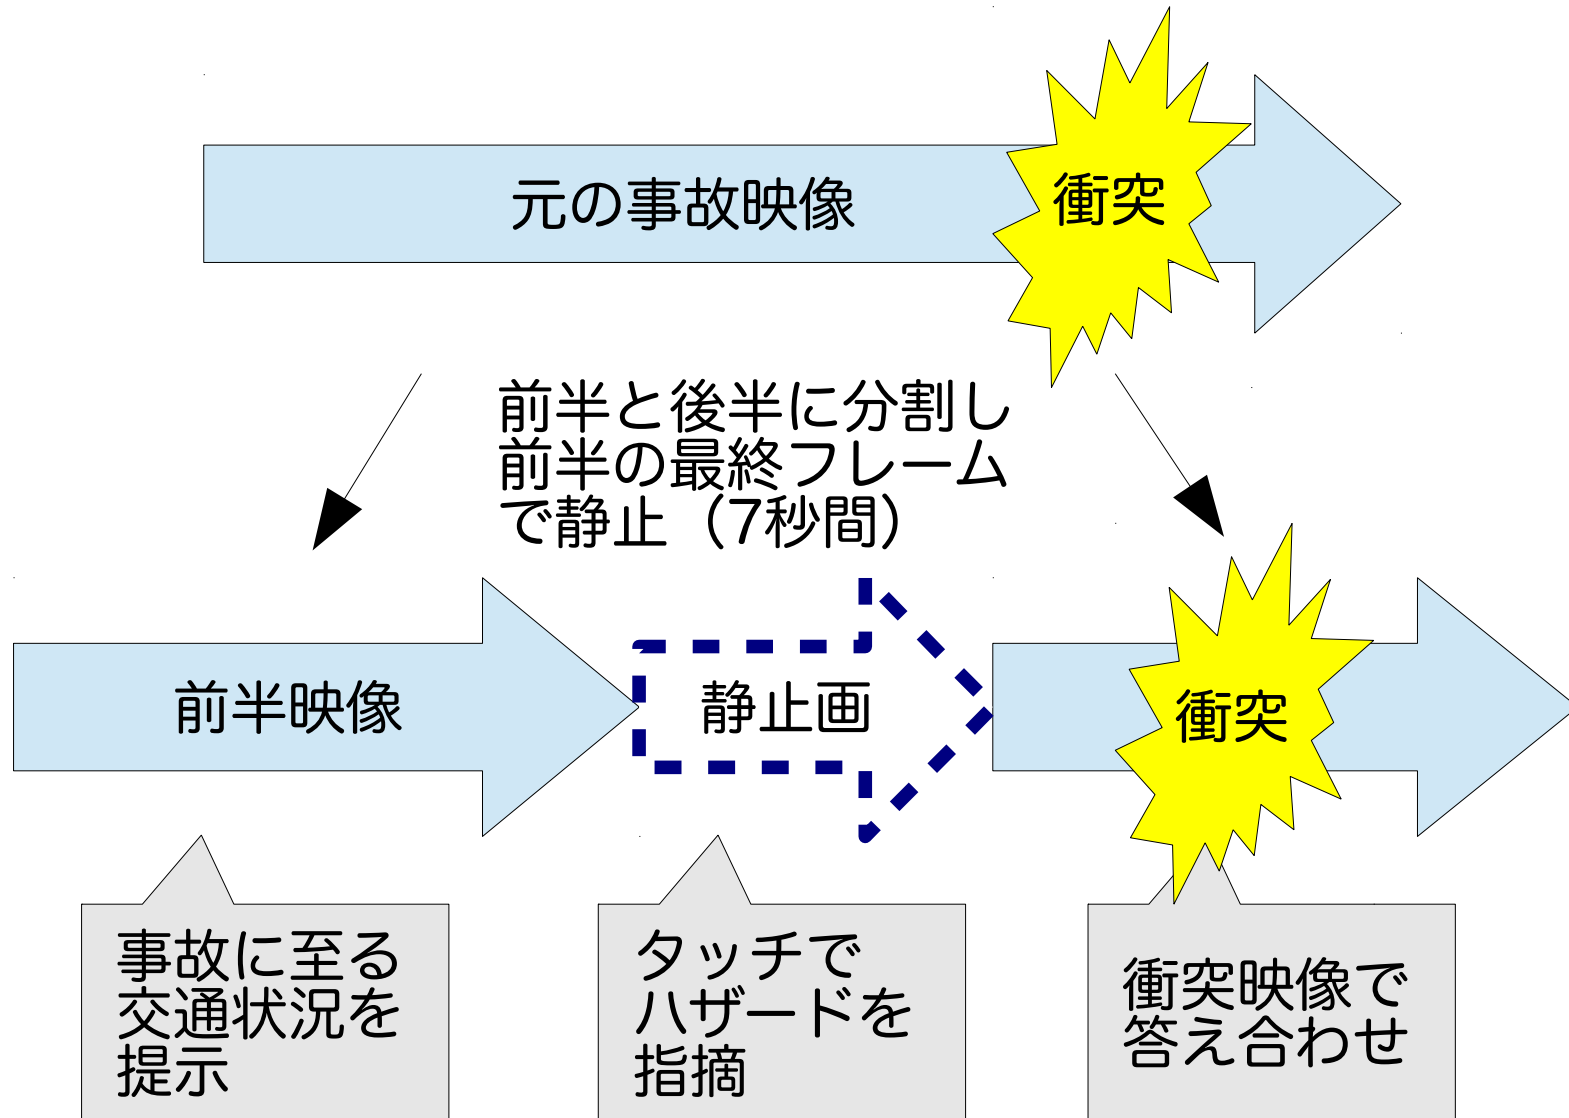 元の事故映像
衝突
前半と後半に分割し
前半の最終フレーム
で静止（7秒間）
前半映像
静止画
衝突
事故に至る
交通状況を
提示
タッチで
ハザードを
指摘
衝突映像で
答え合わせ